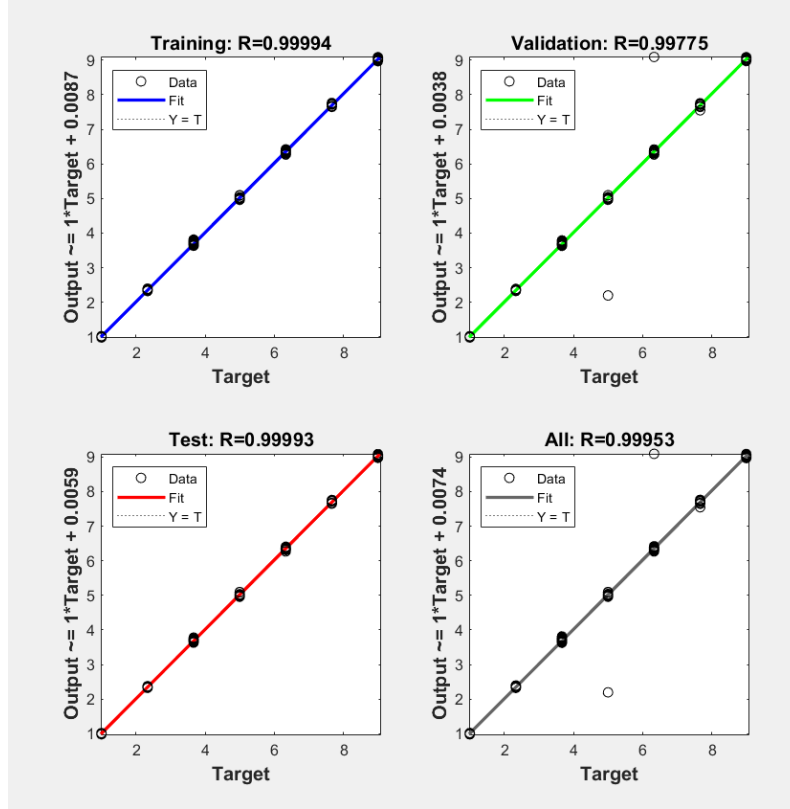 Training: R=0.99994
Output ~= 1*Target + 0.0087
9
8
7
6
5
4
3
2
1
Data
Fit
Y = T
2
4
6
8
Target
Validation: R=0.99775
Output ~= 1*Target + 0.0038
9
8
7
6
5
4
3
2
1
Data
Fit
Y = T
2
4
6
8
Target
Test: R=0.99993
Output ~= 1*Target + 0.0059
9
8
7
6
5
4
3
2
1
Data
Fit
Y = T
2
4
6
8
Target
All: R=0.99953
Output ~= 1*Target + 0.0074
9
8
7
6
5
4
3
2
1
Data
Fit
Y = T
2
4
6
8
Target